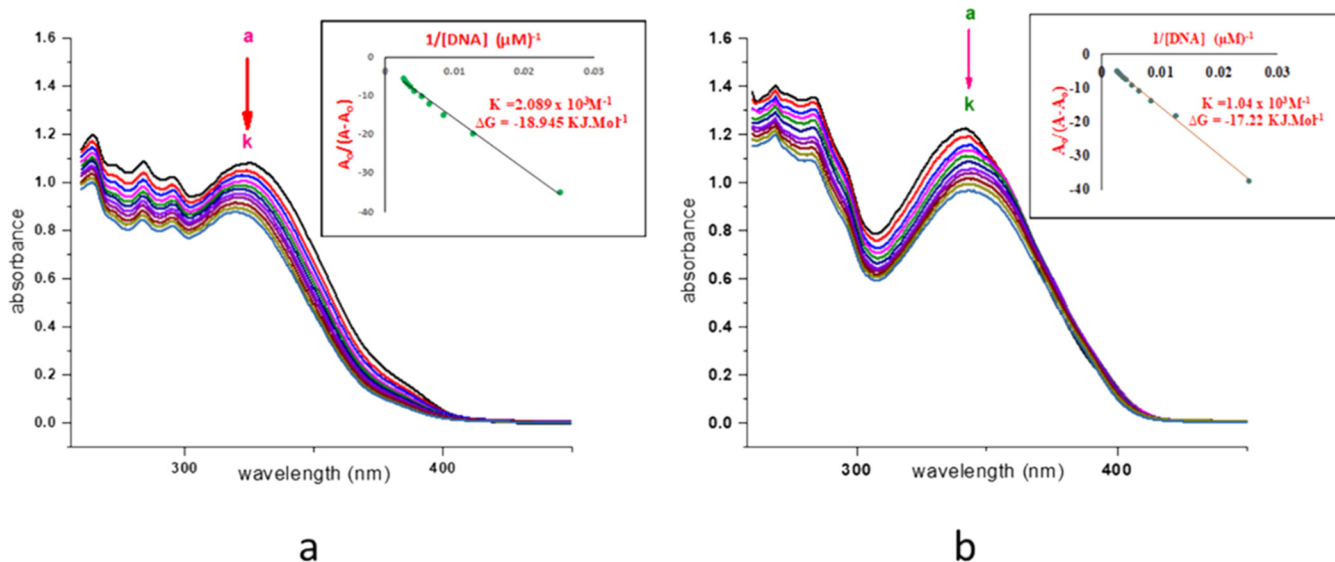 a
b
1/[DNA] (µM)⁻¹
0
0
0.01
0.02
0.03
-10
-20
-30
-40
A₀/(A-A₀)
K =2.089 x 10³M⁻¹
ΔG = -18.945 KJ.Mol⁻¹
1.6
1.4
1.2
1.0
0.8
0.6
0.4
0.2
0.0
absorbance
a
k
300
400
wavelength (nm)
1/[DNA] (µM)⁻¹
0
0
0.01
0.02
0.03
-10
-20
-30
-40
A₀/(A-A₀)
K =1.04 x 10³M⁻¹
ΔG = -17.22 KJ.Mol⁻¹
1.6
1.4
1.2
1.0
0.8
0.6
0.4
0.2
0.0
absorbance
a
k
300
400
wavelength (nm)
a
b